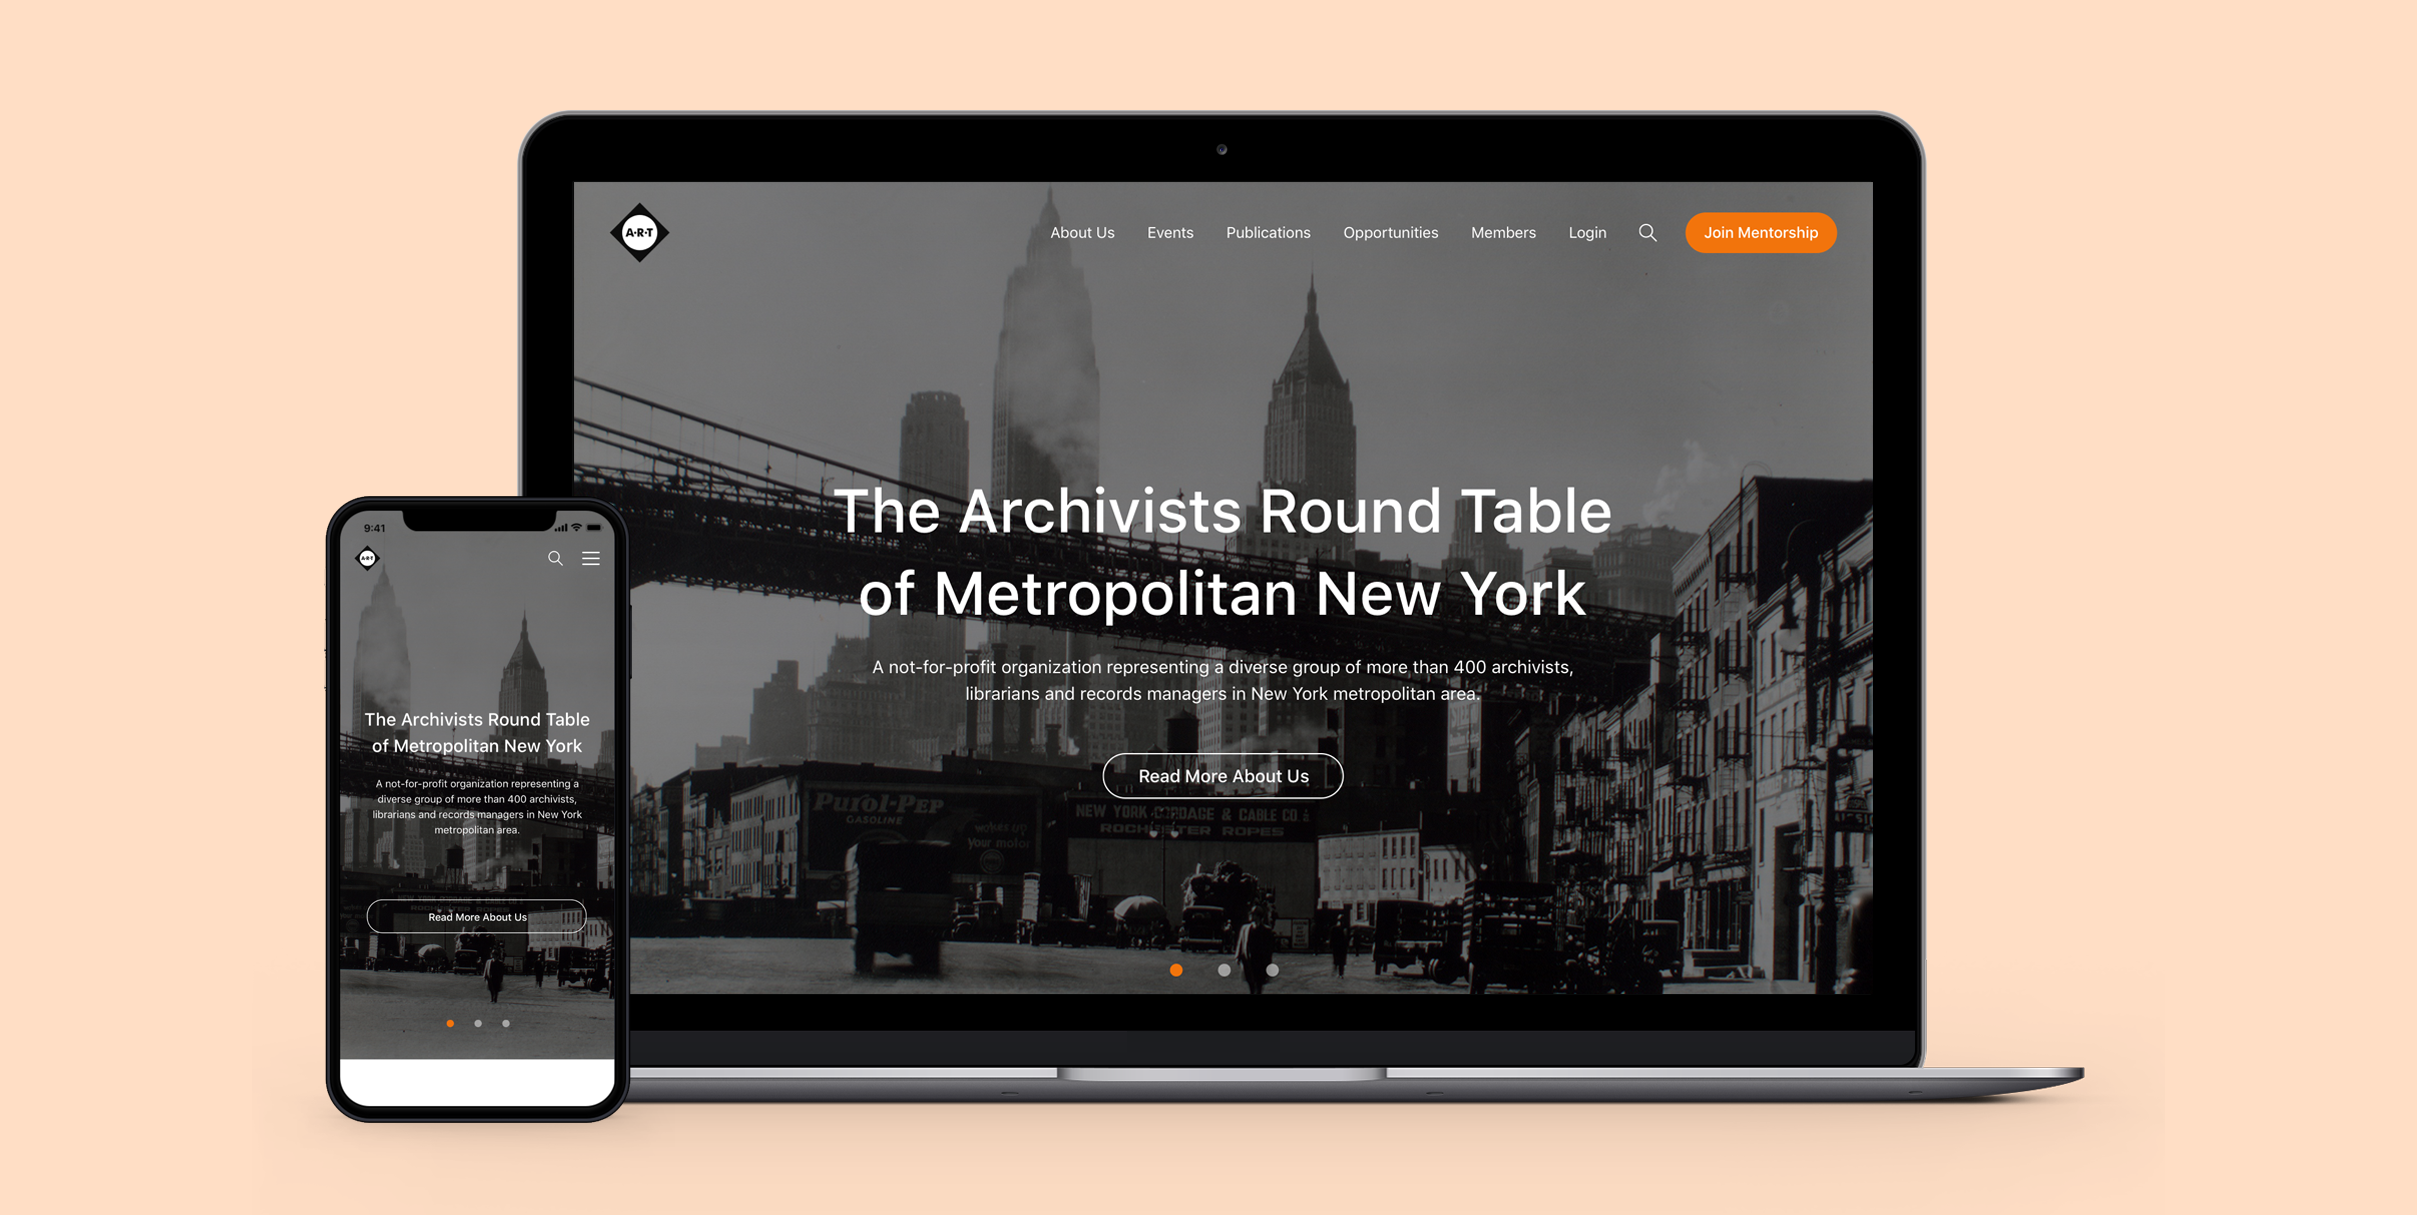 A·R·T
About Us Events Publications Opportunities Members Login Join Mentorship
The Archivists Round Table
of Metropolitan New York
A not-for-profit organization representing a diverse group of more than 400 archivists,
librarians and records managers in New York metropolitan area.
Read More About Us
Purol-Pep
GASOLINE
wakes up
Your motor
NEW YORK CORDAGE & CABLE CO.
ROCHESTER ROPES
9:41
A·R·T
The Archivists Round Table
of Metropolitan New York
A not-for-profit organization representing a
diverse group of more than 400 archivists,
librarians and records managers in New York
metropolitan area.
Read More About Us